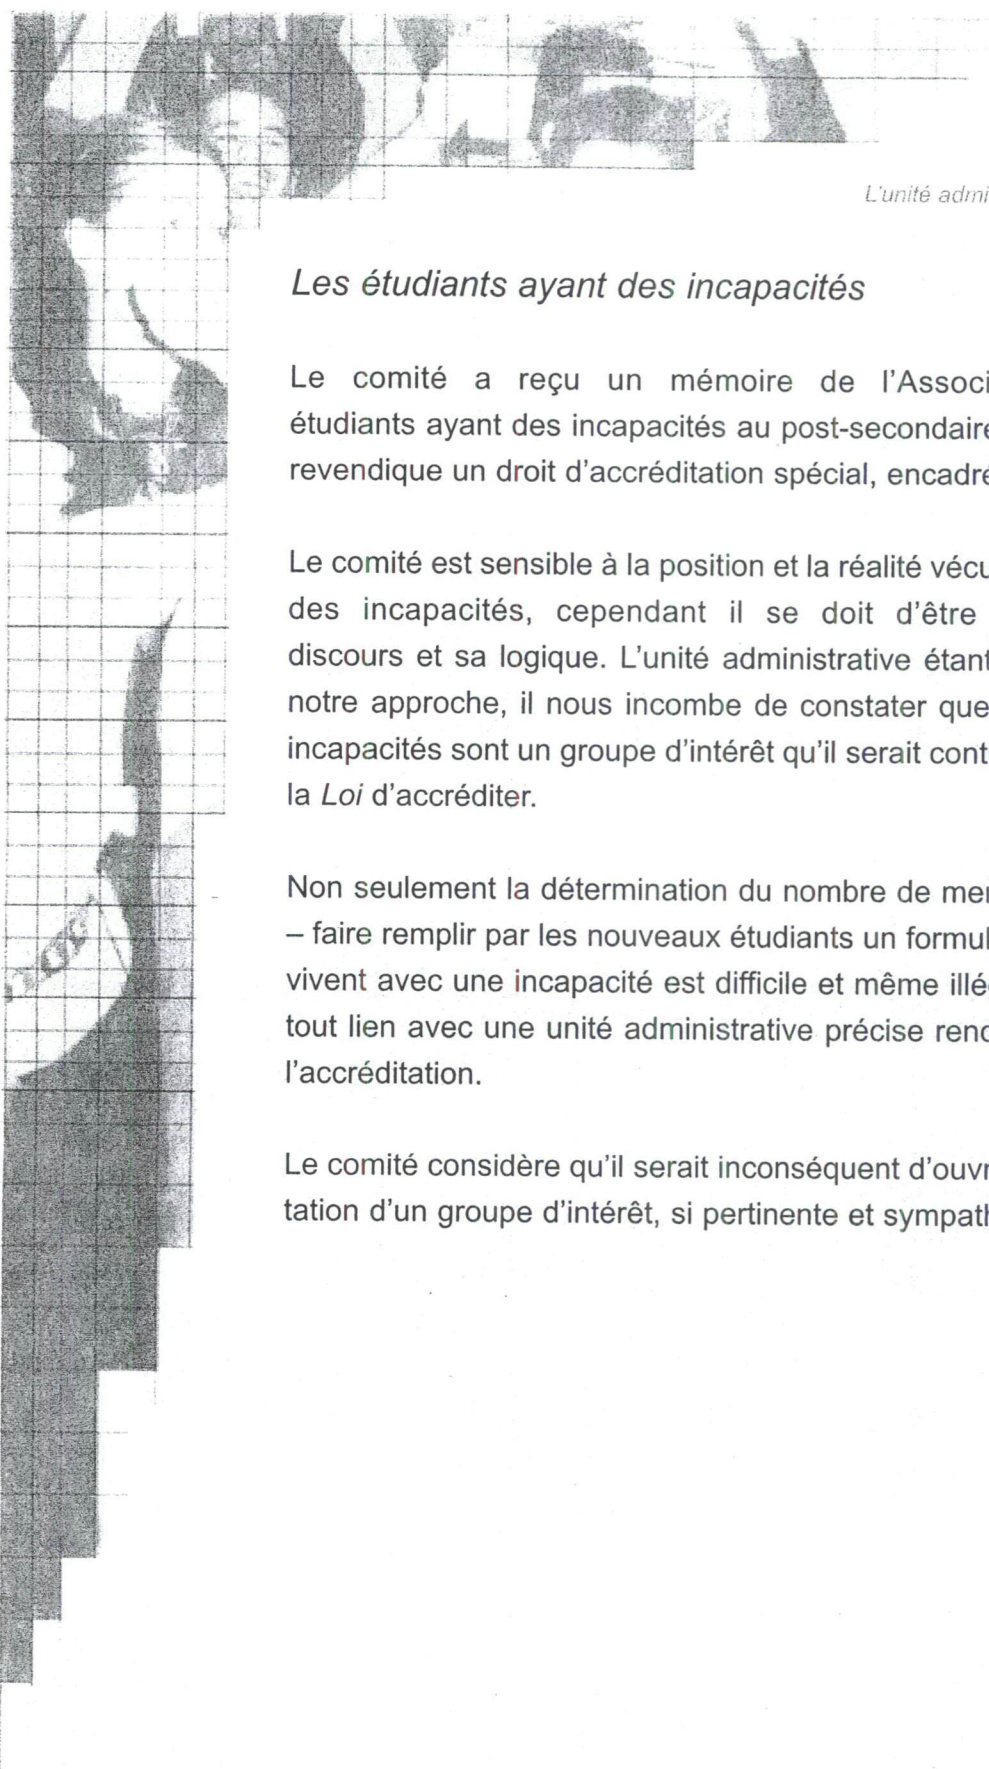 L'unité admi
Les étudiants ayant des incapacités
Le comité a reçu un mémoire de l'Associ
étudiants ayant des incapacités au post-secondaire
revendique un droit d'accréditation spécial, encadré
Le comité est sensible à la position et la réalité vécu
des incapacités, cependant il se doit d'être
discours et sa logique. L'unité administrative étant
notre approche, il nous incombe de constater que
incapacités sont un groupe d'intérêt qu'il serait cont
la Loi d'accréditer.
Non seulement la détermination du nombre de mem
– faire remplir par les nouveaux étudiants un formul
vivent avec une incapacité est difficile et même illé
tout lien avec une unité administrative précise rend
l'accréditation.
Le comité considère qu'il serait inconséquent d'ouvr
tation d'un groupe d'intérêt, si pertinente et sympath